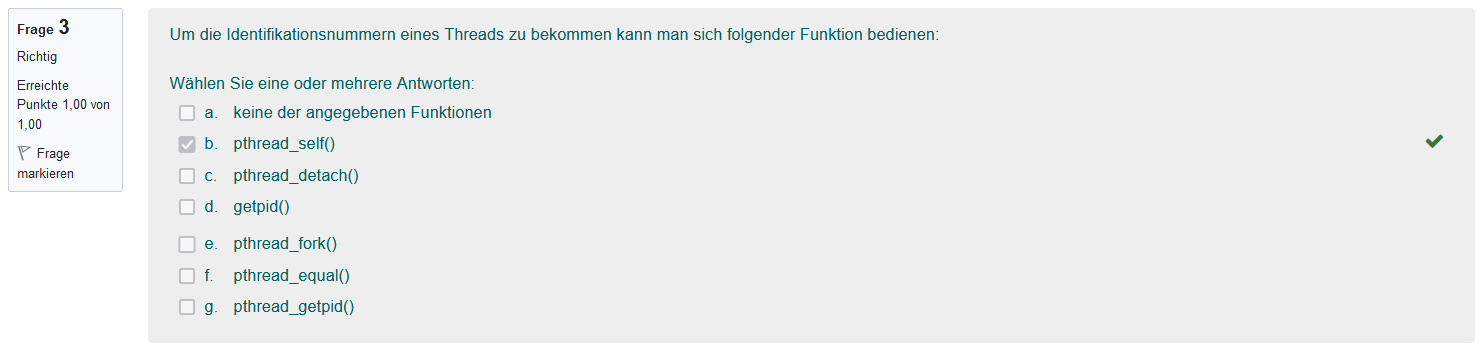 Frage 3
Richtig
Erreichte
Punkte 1,00 von
1,00
Frage
markieren
Um die Identifikationsnummern eines Threads zu bekommen kann man sich folgender Funktion bedienen:
Wählen Sie eine oder mehrere Antworten:
a. keine der angegebenen Funktionen
b. pthread_self()
c. pthread_detach()
d. getpid()
e. pthread_fork()
f. pthread_equal()
g. pthread_getpid()